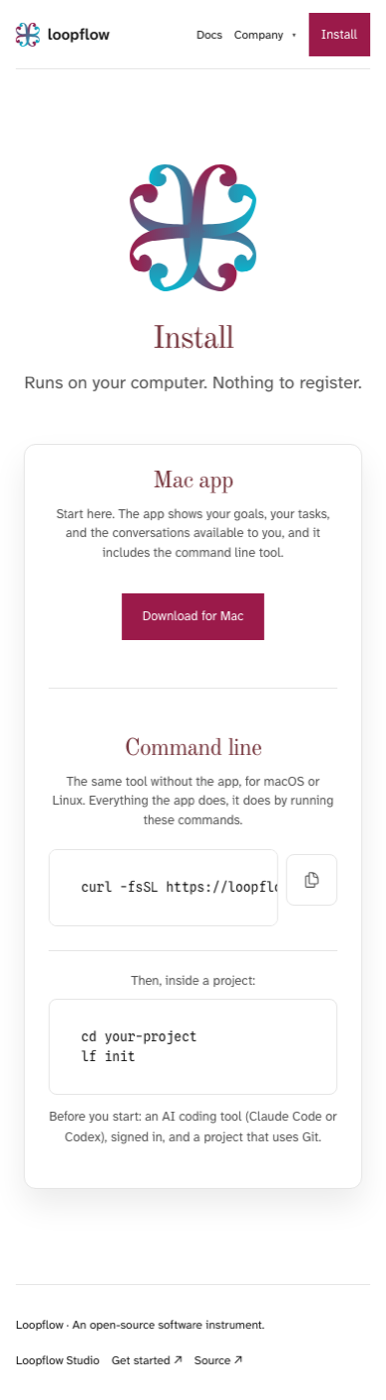 loopflow
Docs Company ▾ Install
Install
Runs on your computer. Nothing to register.
Mac app
Start here. The app shows your goals, your tasks,
and the conversations available to you, and it
includes the command line tool.
Download for Mac
Command line
The same tool without the app, for macOS or
Linux. Everything the app does, it does by running
these commands.
curl -fsSL https://loopflo
Then, inside a project:
cd your-project
lf init
Before you start: an AI coding tool (Claude Code or
Codex), signed in, and a project that uses Git.
Loopflow · An open-source software instrument.
Loopflow Studio Get started ↗ Source ↗